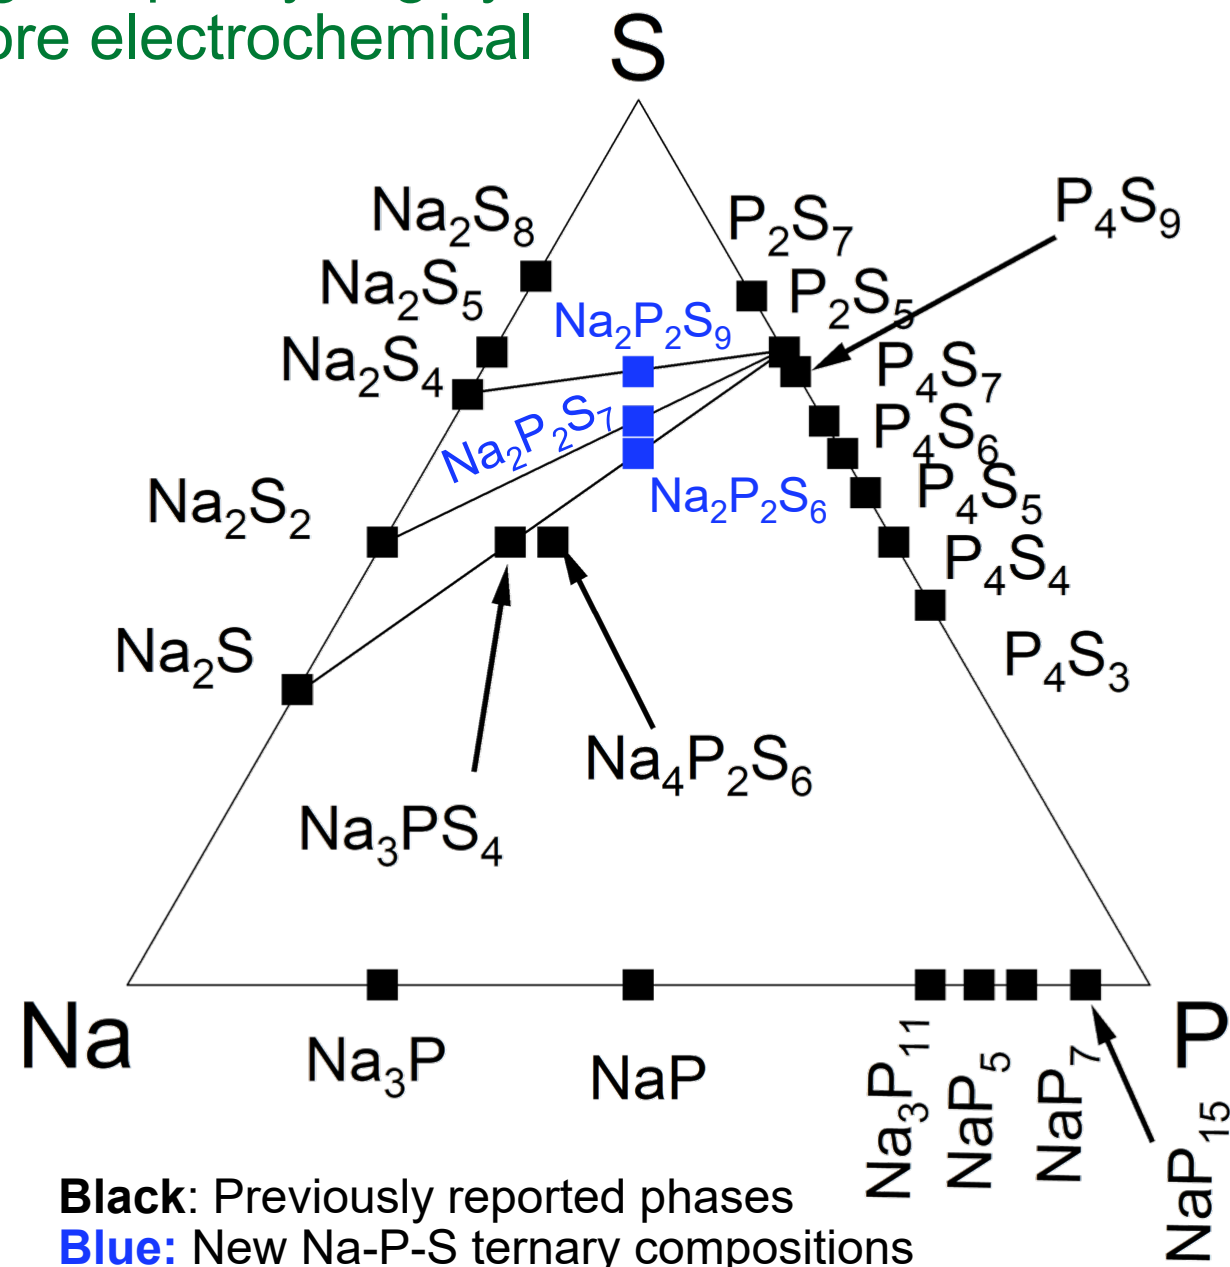 ore electrochemical
S
Na₂S₈
P₂S₇
P₄S₉
Na₂S₅
P₂S₅
Na₂P₂S₉
Na₂S₄
P₄S₇
Na₂P₂S₇
P₄S₆
Na₂S₂
Na₂P₂S₆
P₄S₅
P₄S₄
Na₂S
P₄S₃
Na₄P₂S₆
Na₃PS₄
Na
P
Na₃P
NaP
Na₃P₁₁
NaP₅
NaP₇
NaP₁₅
Black: Previously reported phases
Blue: New Na-P-S ternary compositions